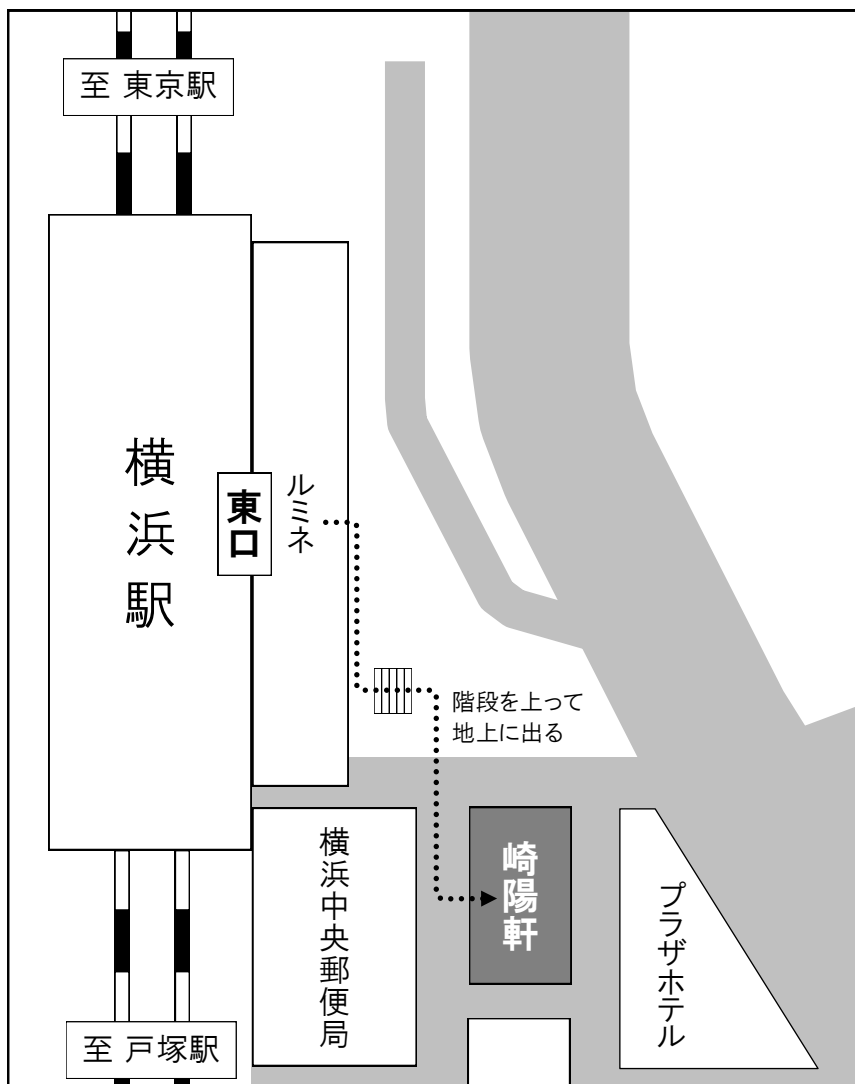 至 東京駅
横浜駅
東口
ルミネ
階段を上って
地上に出る
横浜中央郵便局
崎陽軒
プラザホテル
至 戸塚駅